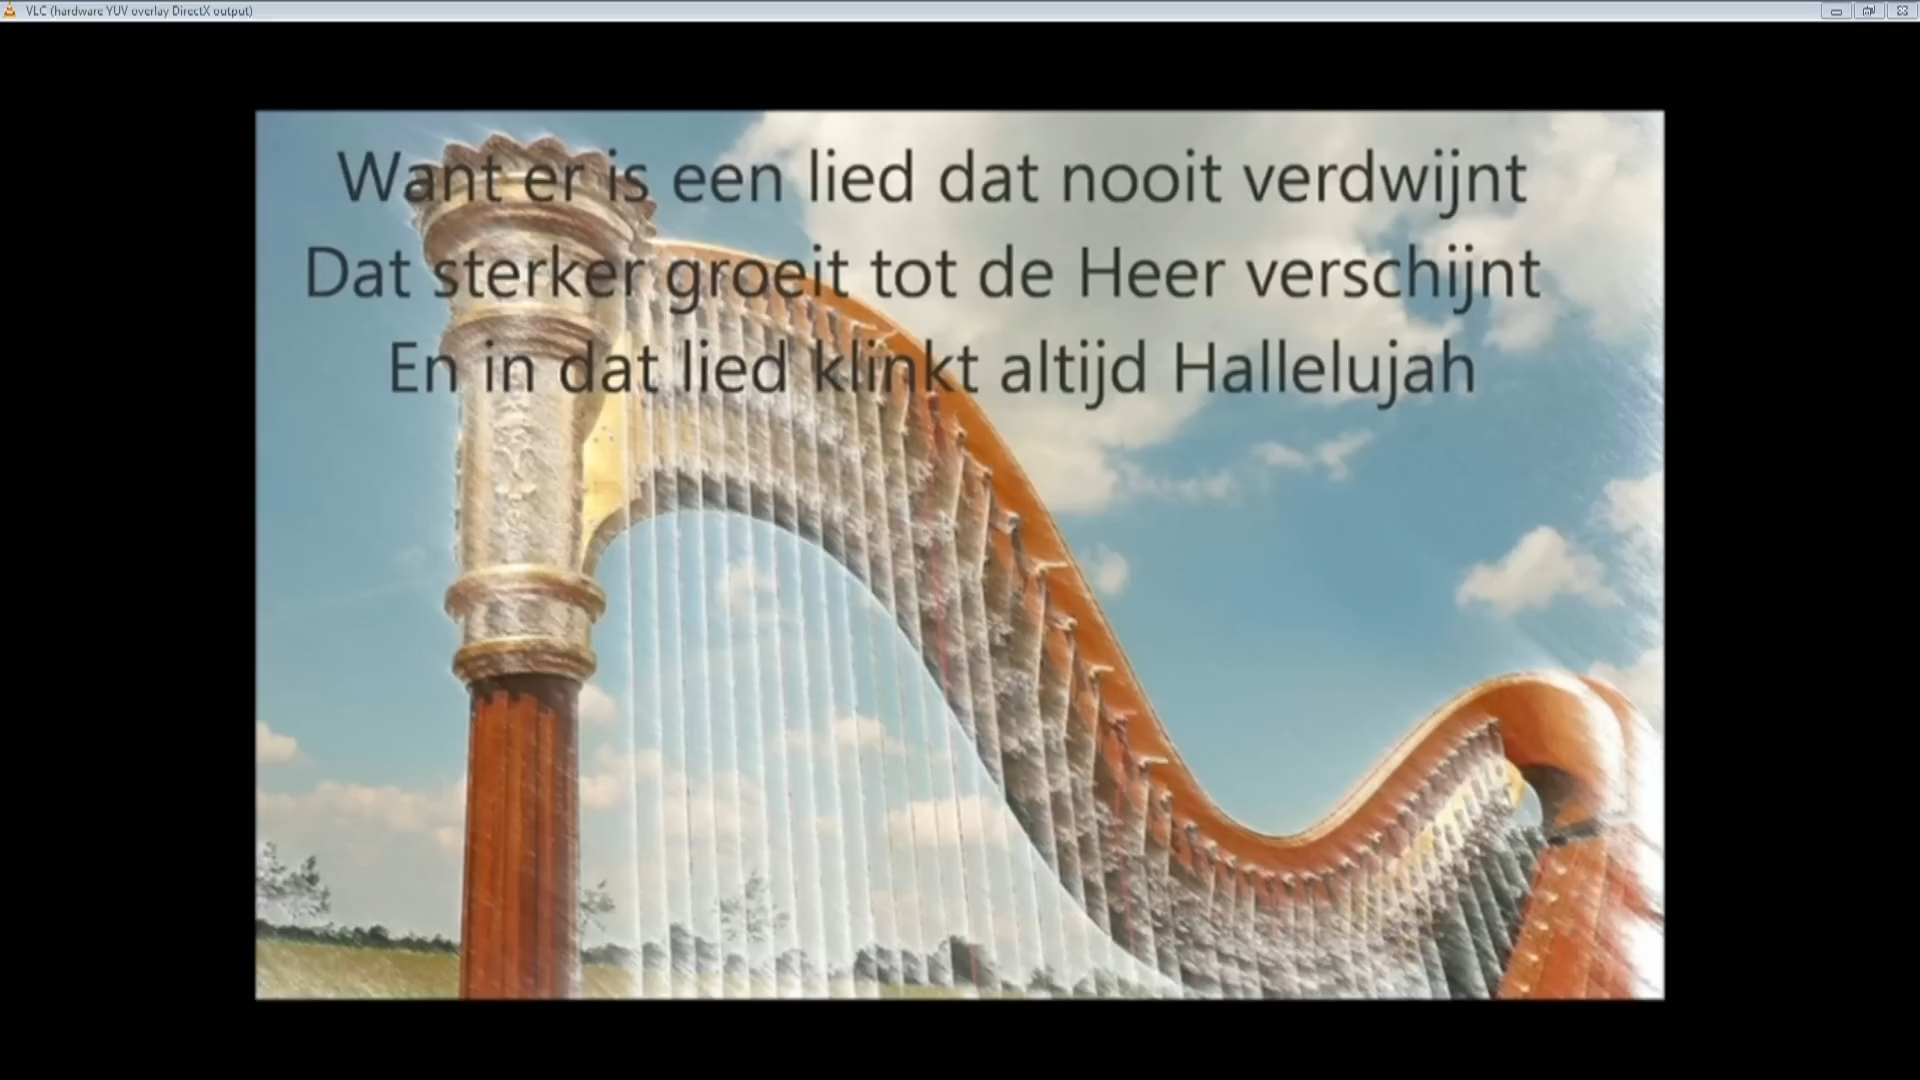 VLC (hardware YUV overlay DirectX output)
Want er is een lied dat nooit verdwijnt
Dat sterker groeit tot de Heer verschijnt
En in dat lied klinkt altijd Hallelujah